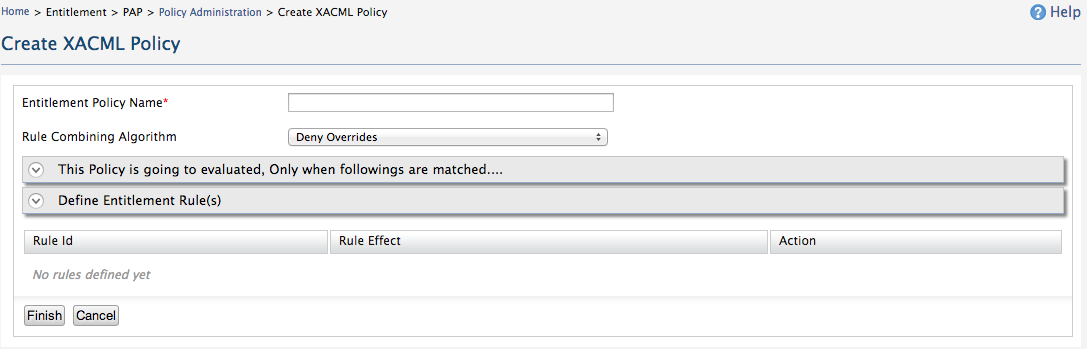 Home > Entitlement > PAP > Policy Administration > Create XACML Policy
Help
Create XACML Policy
Entitlement Policy Name*
Rule Combining Algorithm Deny Overrides
This Policy is going to evaluated, Only when followings are matched....
Define Entitlement Rule(s)
Rule Id Rule Effect Action
No rules defined yet
Finish Cancel